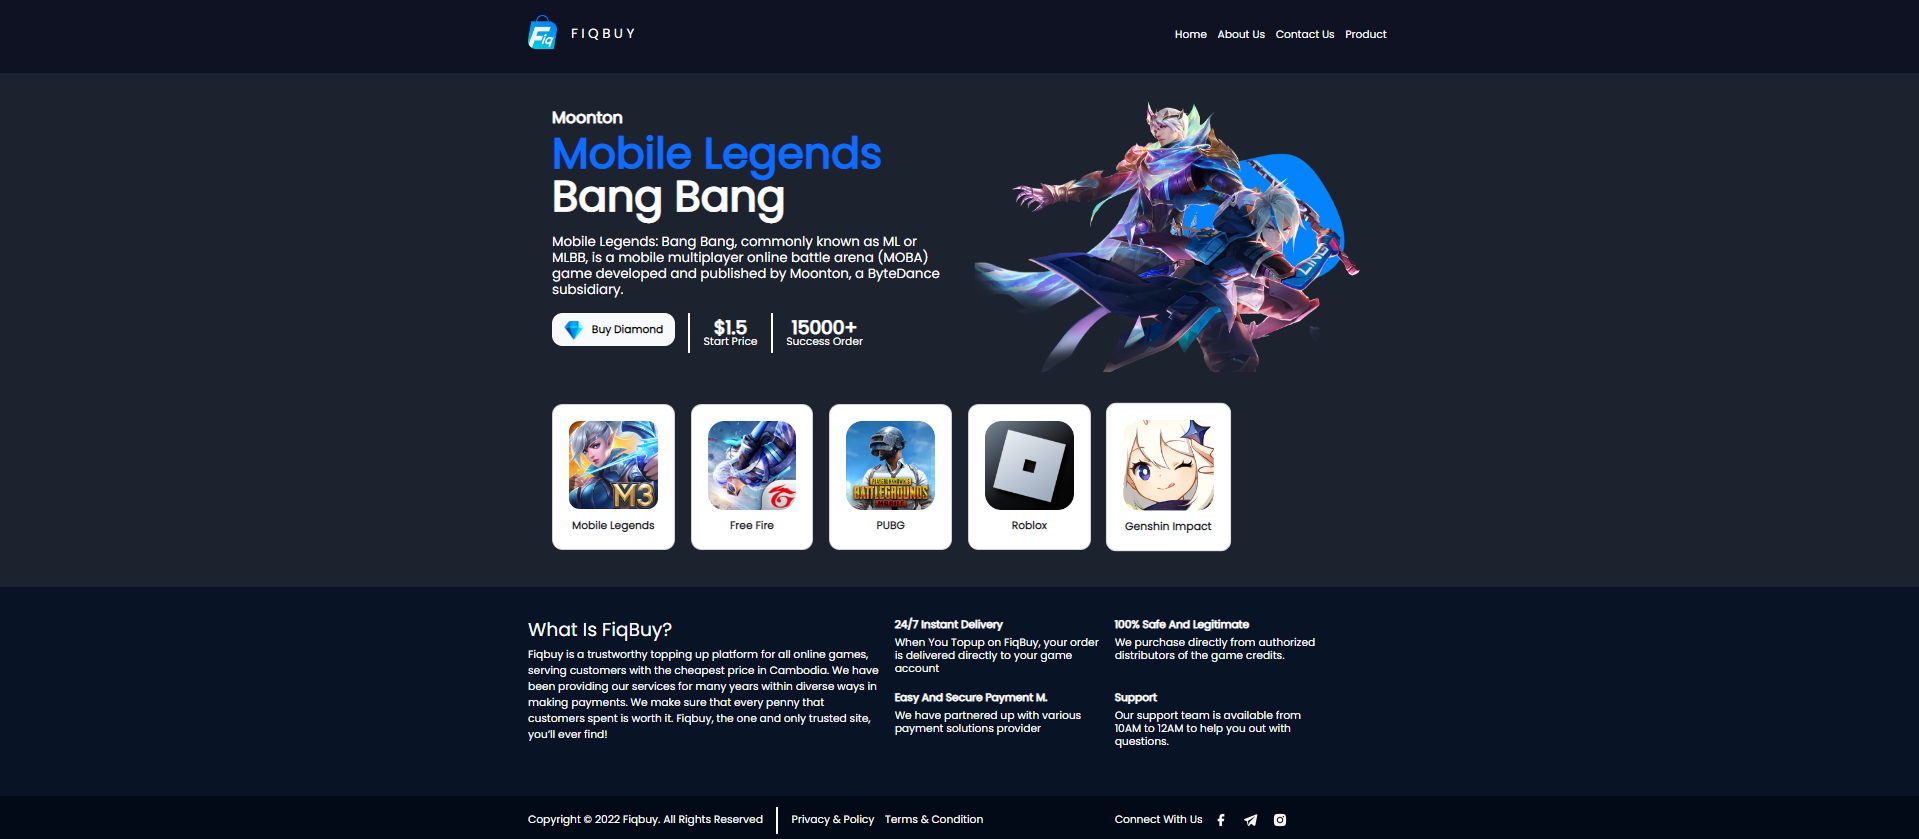 Fiq
FIQBUY
Home About Us Contact Us Product
Moonton
Mobile Legends
Bang Bang
Mobile Legends: Bang Bang, commonly known as ML or
MLBB, is a mobile multiplayer online battle arena (MOBA)
game developed and published by Moonton, a ByteDance
subsidiary.
Buy Diamond
$1.5
Start Price
15000+
Success Order
LING
M3
Mobile Legends
Free Fire
BATTLEGROUNDS
MOBILE
PUBG
Roblox
Genshin Impact
What Is FiqBuy?
Fiqbuy is a trustworthy topping up platform for all online games,
serving customers with the cheapest price in Cambodia. We have
been providing our services for many years within diverse ways in
making payments. We make sure that every penny that
customers spent is worth it. Fiqbuy, the one and only trusted site,
you'll ever find!
24/7 Instant Delivery
When You Topup on FiqBuy, your order
is delivered directly to your game
account
100% Safe And Legitimate
We purchase directly from authorized
distributors of the game credits.
Easy And Secure Payment M.
We have partnered up with various
payment solutions provider
Support
Our support team is available from
10AM to 12AM to help you out with
questions.
Copyright © 2022 Fiqbuy. All Rights Reserved
Privacy & Policy Terms & Condition
Connect With Us